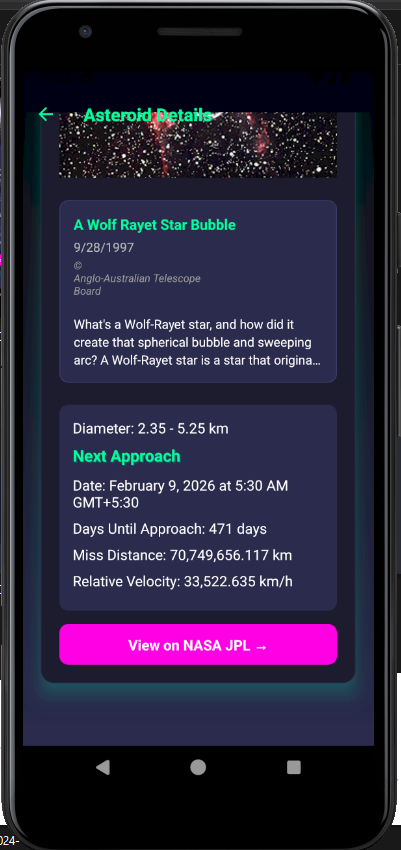 Asteroid Details
A Wolf Rayet Star Bubble
9/28/1997
©
Anglo-Australian Telescope
Board
What's a Wolf-Rayet star, and how did it
create that spherical bubble and sweeping
arc? A Wolf-Rayet star is a star that origina…
Diameter: 2.35 - 5.25 km
Next Approach
Date: February 9, 2026 at 5:30 AM
GMT+5:30
Days Until Approach: 471 days
Miss Distance: 70,749,656.117 km
Relative Velocity: 33,522.635 km/h
View on NASA JPL →
024-